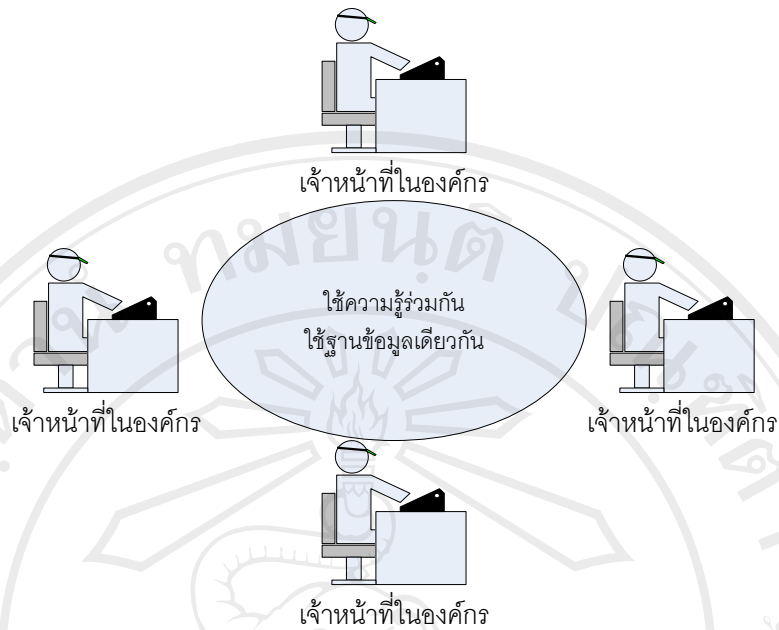 เจ้าหน้าที่ในองค์กร
ใช้ความรู้ร่วมกัน
ใช้ฐานข้อมูลเดียวกัน
เจ้าหน้าที่ในองค์กร
เจ้าหน้าที่ในองค์กร
เจ้าหน้าที่ในองค์กร